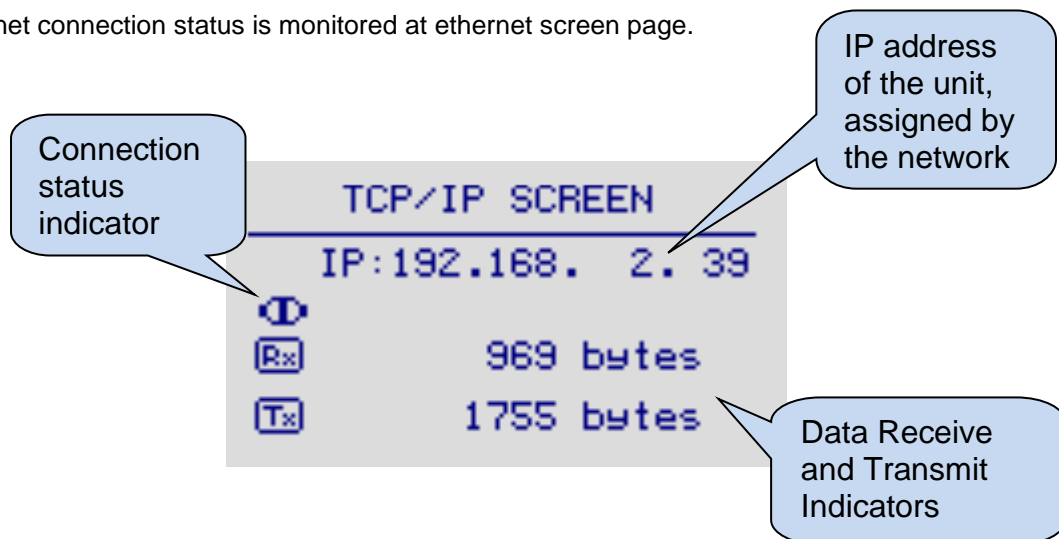 net connection status is monitored at ethernet screen page.
IP address
of the unit,
assigned by
the network
Connection
status
indicator
TCP/IP SCREEN
IP:192.168. 2. 39
Rx 969 bytes
Tx 1755 bytes
Data Receive
and Transmit
Indicators